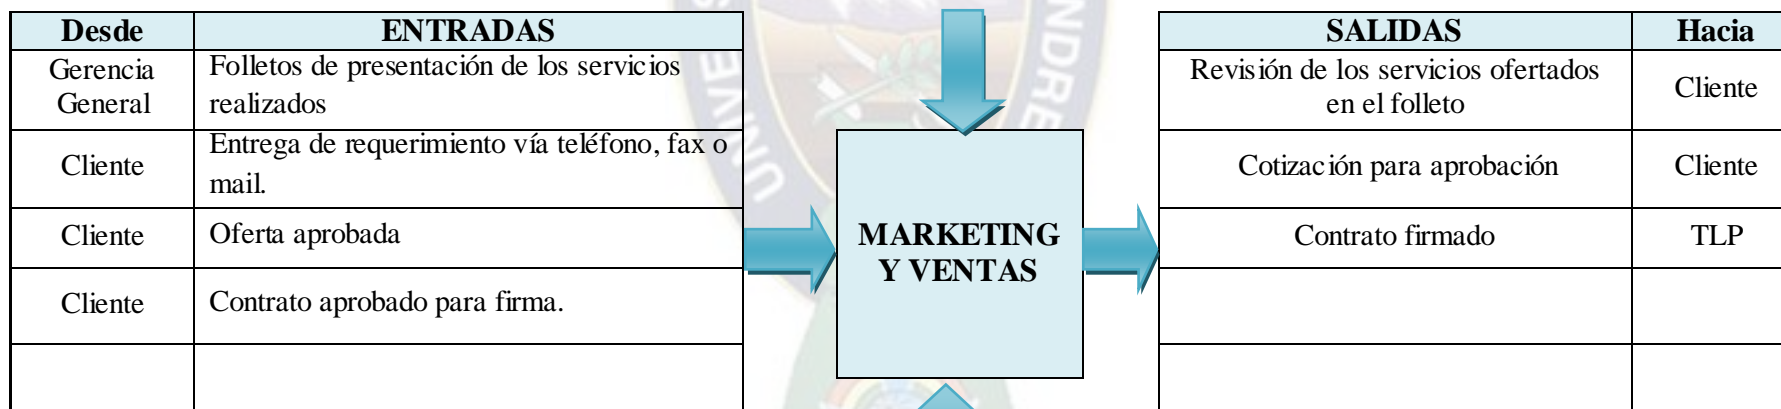 Desde ENTRADAS
Gerencia General
Folletos de presentación de los servicios
realizados
Cliente
Entrega de requerimiento vía teléfono, fax o
mail.
Cliente Oferta aprobada
Cliente Contrato aprobado para firma.
MARKETING
Y VENTAS
SALIDAS Hacia
Revisión de los servicios ofertados
en el folleto
Cliente
Cotización para aprobación Cliente
Contrato firmado TLP